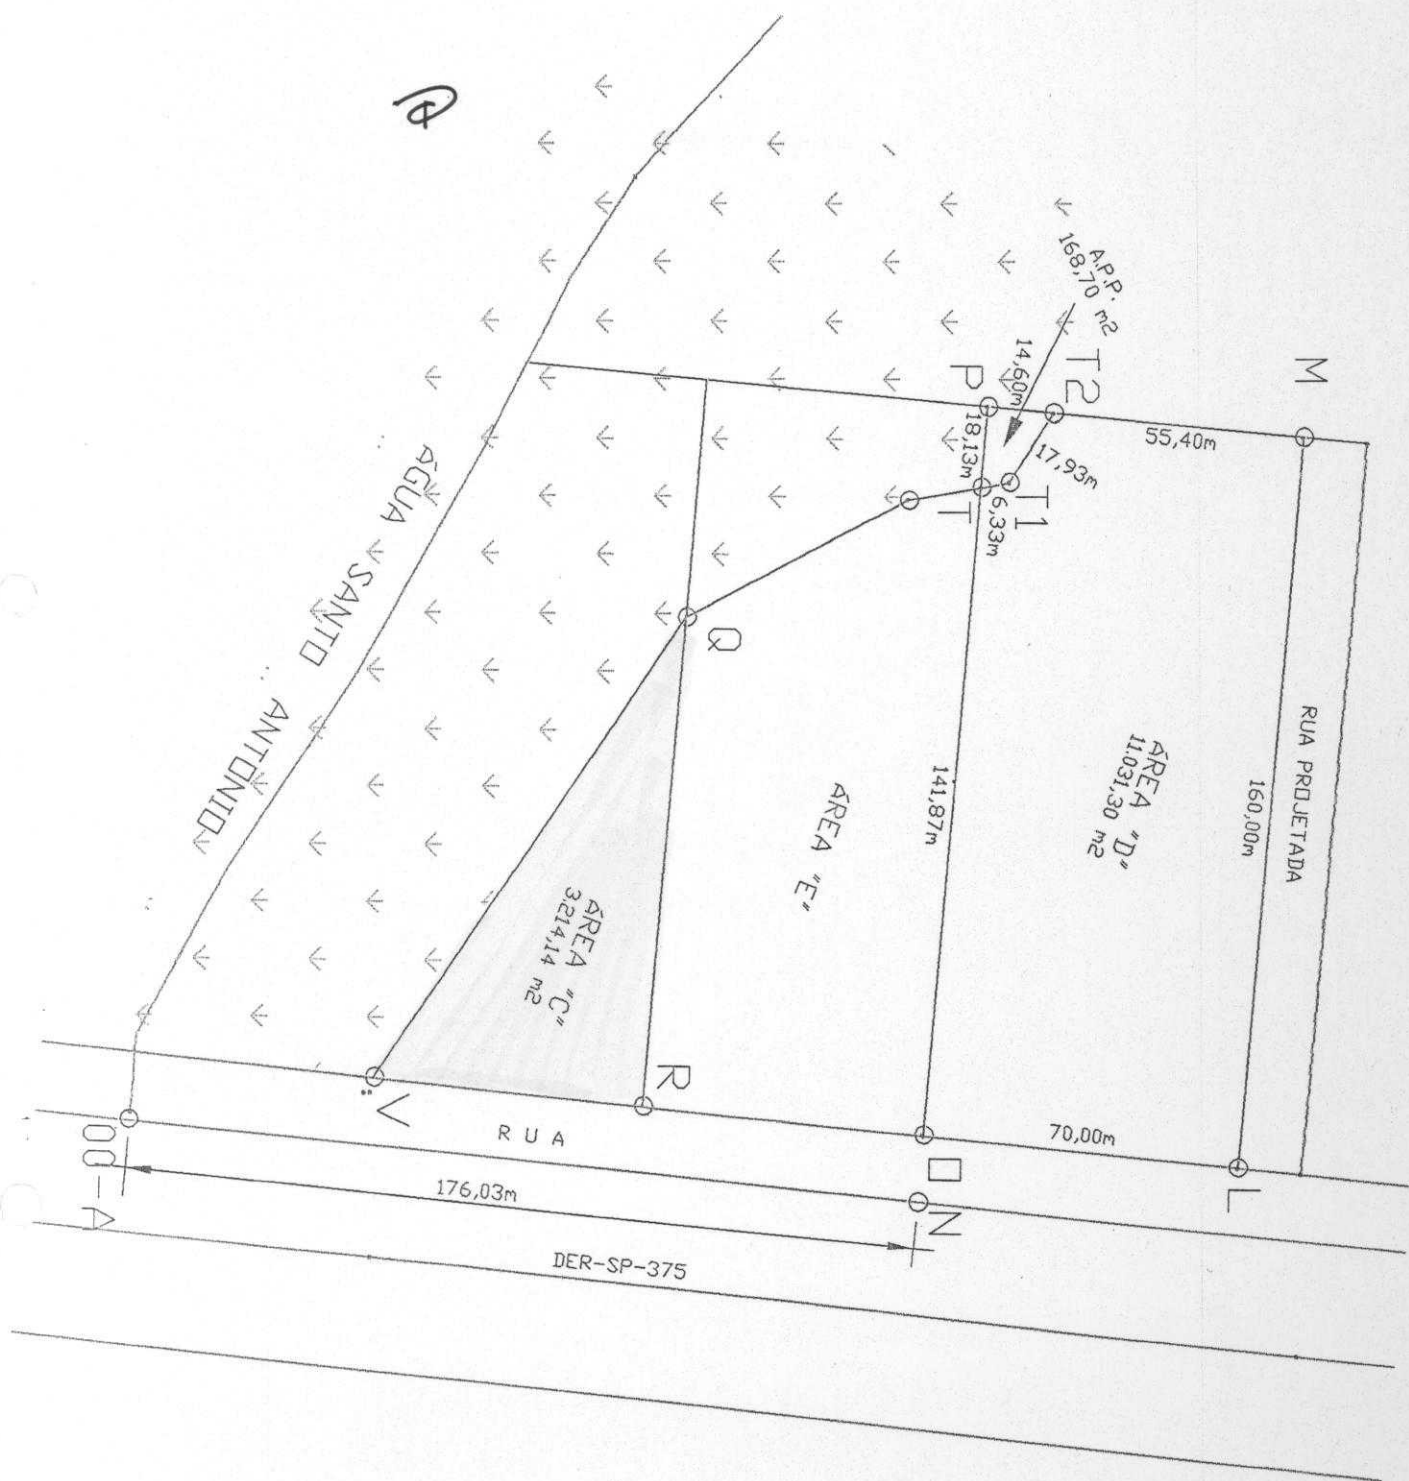 M
RUA PROJETADA
160,00m
55,40m
A.P.P.
168,70 m2
T2
14,60m
P
17,93m
18,13m
T1
6,33m
T
ÁREA "D"
11.031,30 m2
141,87m
ÁREA "E"
Q
ÁREA "C"
3.214,14 m2
ÁGUA SANTO ANTONIO
R
V
RUA
70,00m
L
O
N
00-A
176,03m
DER-SP-375